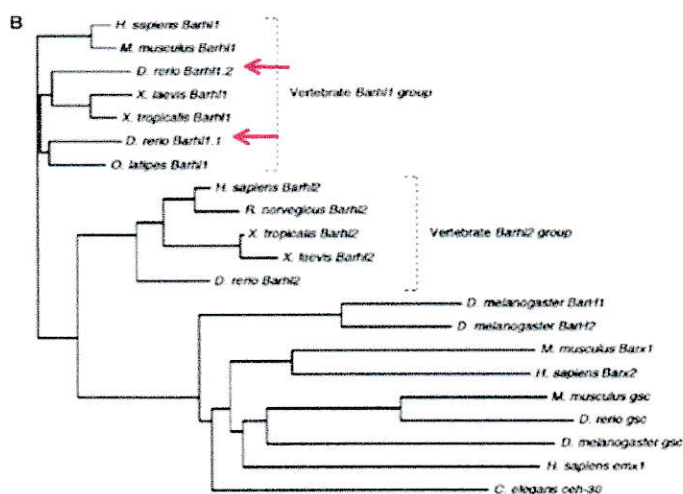 B
H. sapiens Barhl1
M. musculus Barhl1
D. rerio Barhl1.2
X. laevis Barhl1
Vertebrate Barhl1 group
X. tropicalis Barhl1
D. rerio Barhl1.1
O. latipes Barhl1
H. sapiens Barhl2
R. norvegicus Barhl2
X. tropicalis Barhl2
Vertebrate Barhl2 group
X. laevis Barhl2
D. rerio Barhl2
D. melanogaster BarH1
D. melanogaster BarH2
M. musculus Barx1
H. sapiens Barx2
M. musculus gsc
D. rerio gsc
D. melanogaster gsc
H. sapiens emx1
C. elegans ceh-30